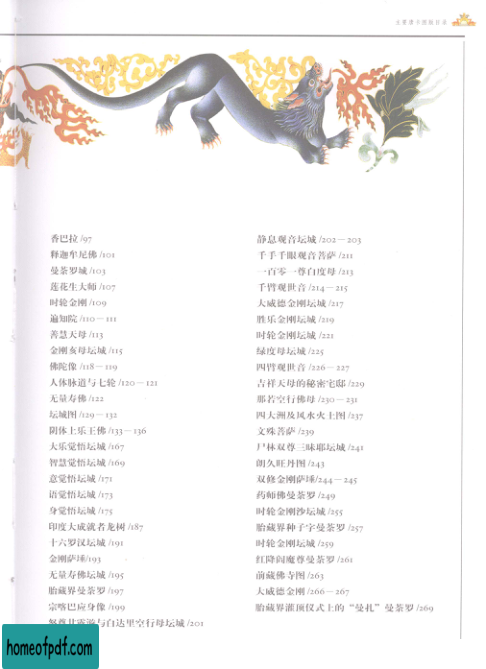 主要唐卡图版目录
香巴拉/97
释迦牟尼佛/101
曼荼罗城/103
莲花生大师/107
时轮金刚/109
遍知院/110－111
善慧天母/113
金刚亥母坛城/115
佛陀像/118－119
人体脉道与七轮/120－121
无量寿佛/122
坛城图/129－132
阴体上乐王佛/133－136
大乐觉悟坛城/167
智慧觉悟坛城/169
意觉悟坛城/171
语觉悟坛城/173
身觉悟坛城/175
印度大成就者龙树/187
十六罗汉坛城/191
金刚萨埵/193
无量寿佛坛城/195
胎藏界曼荼罗/197
宗喀巴应身像/199
与自达里空行母坛城/201
静息观音坛城/202－203
千手千眼观音菩萨/211
一百零一尊白度母/213
千臂观世音/214－215
大威德金刚坛城/217
胜乐金刚坛城/219
时轮金刚坛城/221
绿度母坛城/225
四臂观世音/226－227
吉祥天母的秘密宅邸/229
那若空行佛母/230－231
四大洲及风水火土图/237
文殊菩萨/239
尸林双尊三昧耶坛城/241
朗久旺丹图/243
双修金刚萨埵/244－245
药师佛曼荼罗/249
时轮金刚沙坛城/255
胎藏界种子字曼荼罗/257
时轮金刚坛城/259
红降阎魔尊曼荼罗/261
前藏佛寺图/263
大威德金刚/266－267
胎藏界灌顶仪式上的“曼扎”曼荼罗/269
homeofpdf.com